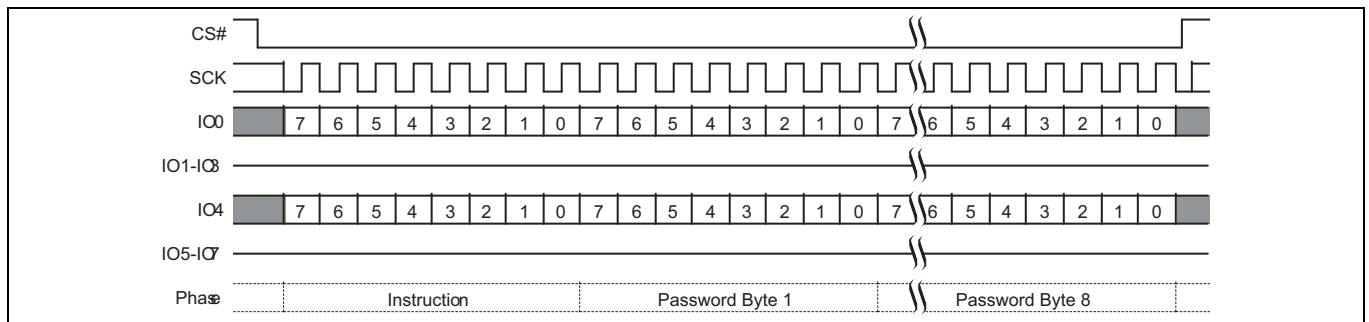 CS#
SCK
IO0 7 6 5 4 3 2 1 0 7 6 5 4 3 2 1 0 7 6 5 4 3 2 1 0
IO1-IO3
IO4 7 6 5 4 3 2 1 0 7 6 5 4 3 2 1 0 7 6 5 4 3 2 1 0
IO5-IO7
Phase Instruction Password Byte 1 Password Byte 8